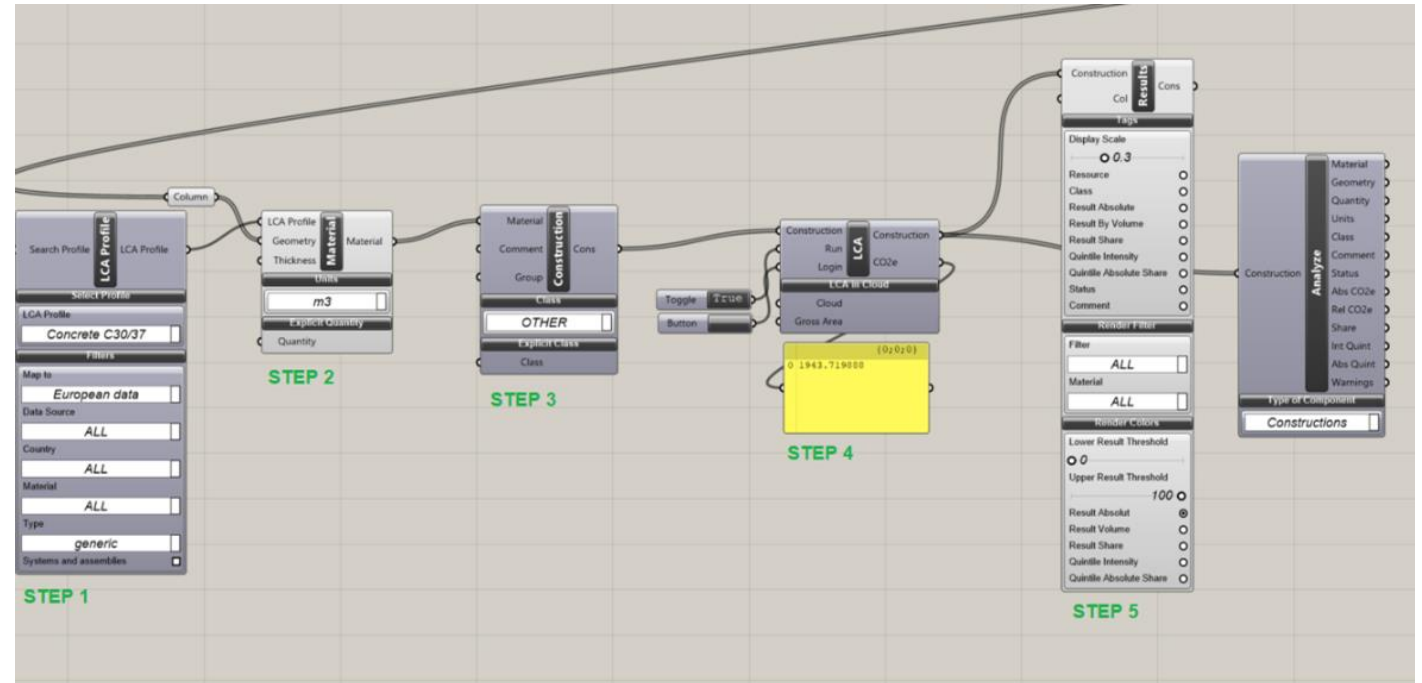 Column
Search Profile
LCA Profile
LCA Profile
Select Profile
LCA Profile
Concrete C30/37
Filters
Map to
European data
Data Source
ALL
Country
ALL
Material
ALL
Type
generic
Systems and assemblies
STEP 1
LCA Profile
Geometry
Thickness
Material
Material
Units
m3
Explicit Quantity
Quantity
STEP 2
Material
Comment
Group
Construction
Cons
Class
OTHER
Explicit Class
Class
STEP 3
Toggle True
Button
Construction
Run
Login
LCA
Construction
CO2e
LCA in Cloud
Cloud
Gross Area
{0;0;0}
0 1943.719888
STEP 4
Construction
Col
Results
Cons
Tags
Display Scale
0.3
Resource
Class
Result Absolute
Result By Volume
Result Share
Quintile Intensity
Quintile Absolute Share
Status
Comment
Render Filter
Filter
ALL
Material
ALL
Render Colors
Lower Result Threshold
0
Upper Result Threshold
100
Result Absolut
Result Volume
Result Share
Quintile Intensity
Quintile Absolute Share
STEP 5
Construction
Analyze
Material
Geometry
Quantity
Units
Class
Comment
Status
Abs CO2e
Rel CO2e
Share
Int Quint
Abs Quint
Warnings
Type of Component
Constructions